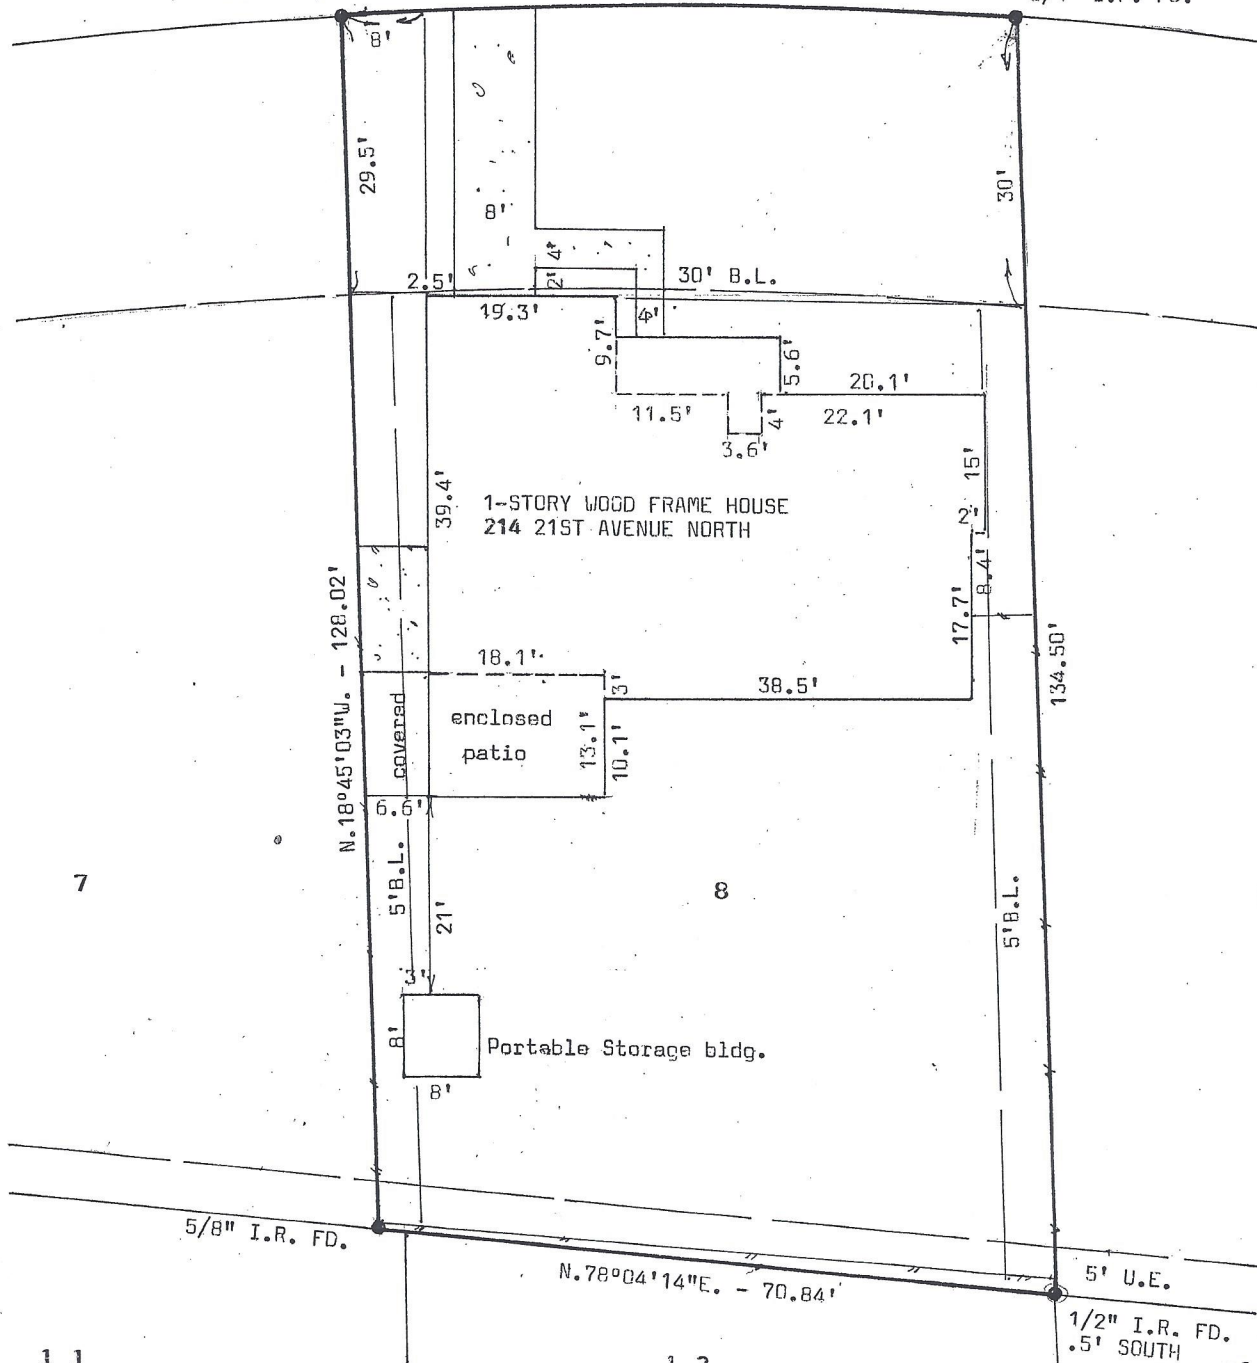 8'
29.5'
30'
8'
4'
2'
2.5'
30' B.L.
19.3'
4'
9.7'
5.6'
20.1'
11.5'
4'
22.1'
3.6'
15'
39.4'
1-STORY WOOD FRAME HOUSE
214 21ST AVENUE NORTH
2'
8.4'
17.7'
N.18°45'03"W. - 128.02'
134.50'
18.1'
3'
38.5'
covered
enclosed
patio
13.1'
10.1'
6.6'
7
8
5'B.L.
21'
5'B.L.
3'
8'
Portable Storage bldg.
8'
5/8" I.R. FD.
N.78°04'14"E. - 70.84'
5' U.E.
1/2" I.R. FD.
.5' SOUTH